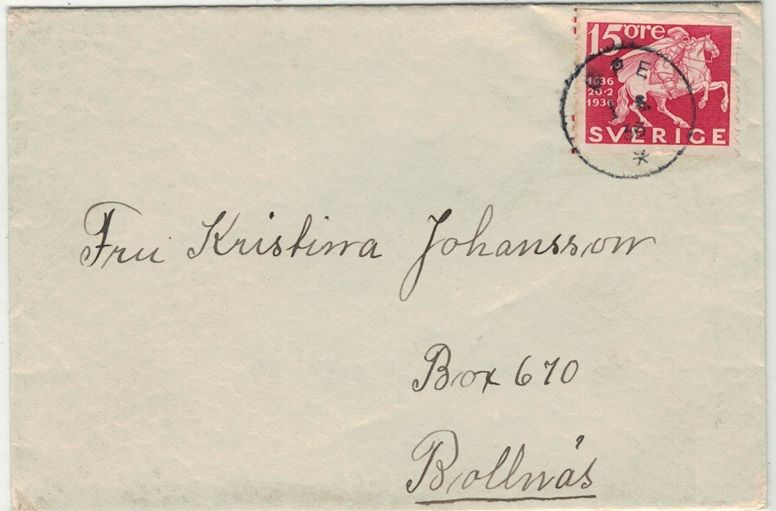 15 öre
1636
20-2
1936
SVERIGE
Fru Kristina Johansson
Box 670
Bollnäs